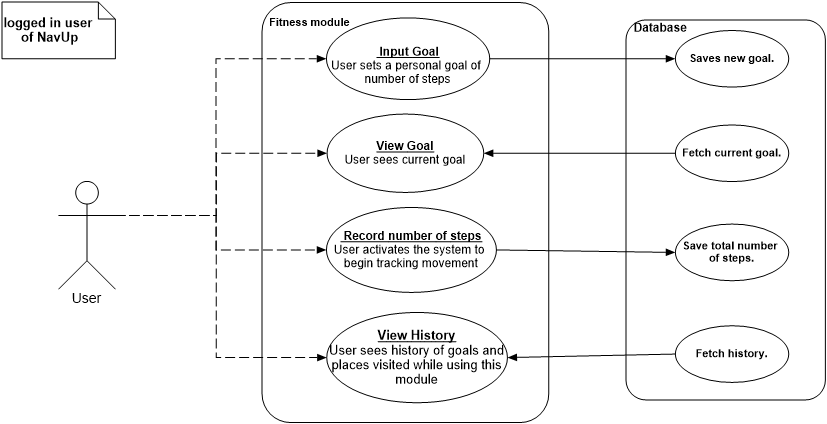 logged in user
of NavUp
Fitness module
Input Goal
User sets a personal goal of
number of steps
View Goal
User sees current goal
Record number of steps
User activates the system to
begin tracking movement
View History
User sees history of goals and
places visited while using this
module
Database
Saves new goal.
Fetch current goal.
Save total number
of steps.
Fetch history.
User